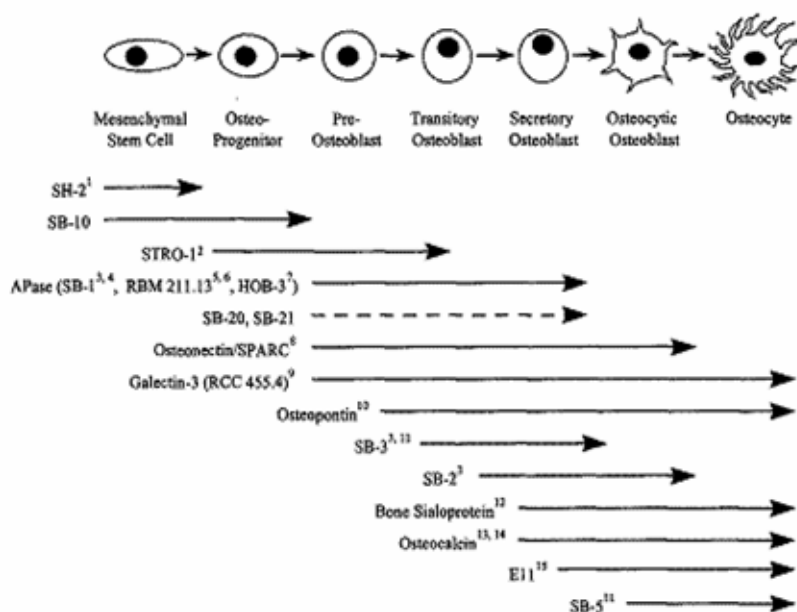 Mesenchymal Stem Cell
Osteo-Progenitor
Pre-Osteoblast
Transitory Osteoblast
Secretory Osteoblast
Osteocytic Osteoblast
Osteocyte
SH-2¹
SB-10
STRO-1²
APase (SB-1³, ⁴, RBM 211.13⁵, ⁶, HOB-3⁷)
SB-20, SB-21
Osteonectin/SPARC⁸
Galectin-3 (RCC 455.4)⁹
Osteopontin¹⁰
SB-3³, ¹¹
SB-2³
Bone Sialoprotein¹²
Osteocalcin¹³, ¹⁴
E11¹⁵
SB-5¹¹